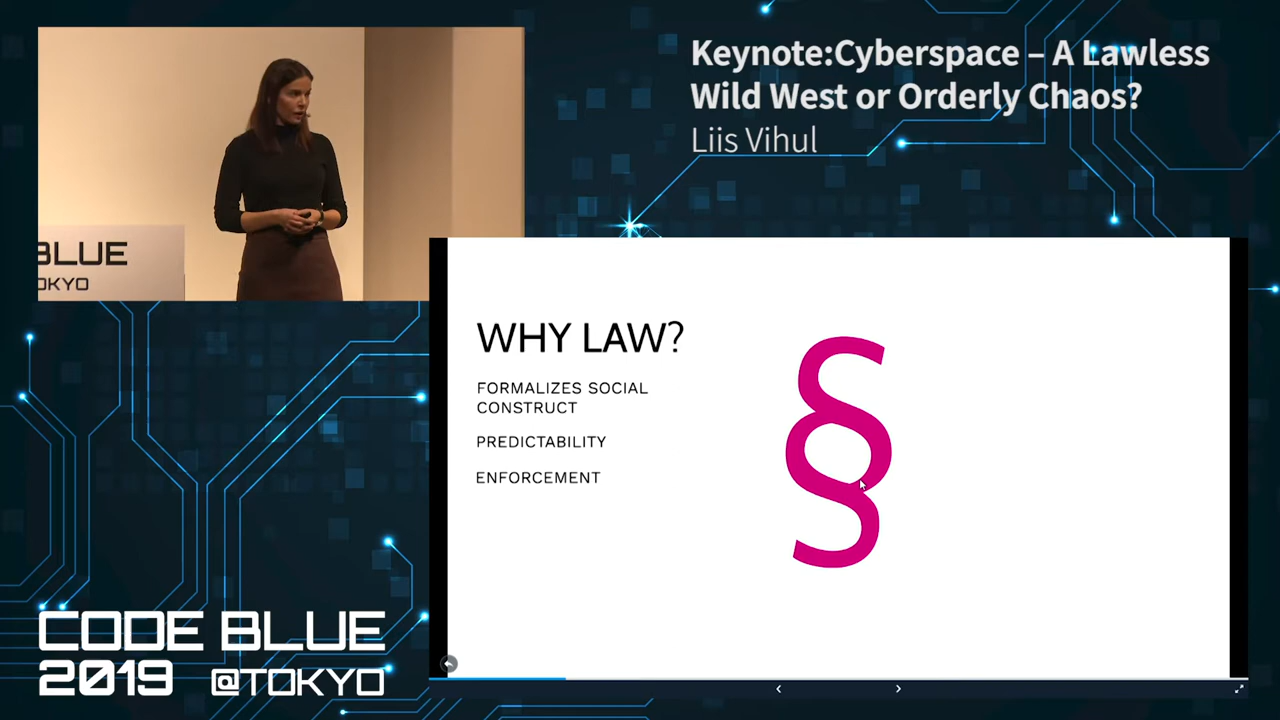 Keynote:Cyberspace – A Lawless
Wild West or Orderly Chaos?
Liis Vihul
BLUE
OKYO
WHY LAW?
FORMALIZES SOCIAL
CONSTRUCT
PREDICTABILITY
ENFORCEMENT
§
CODE BLUE
2019 @TOKYO